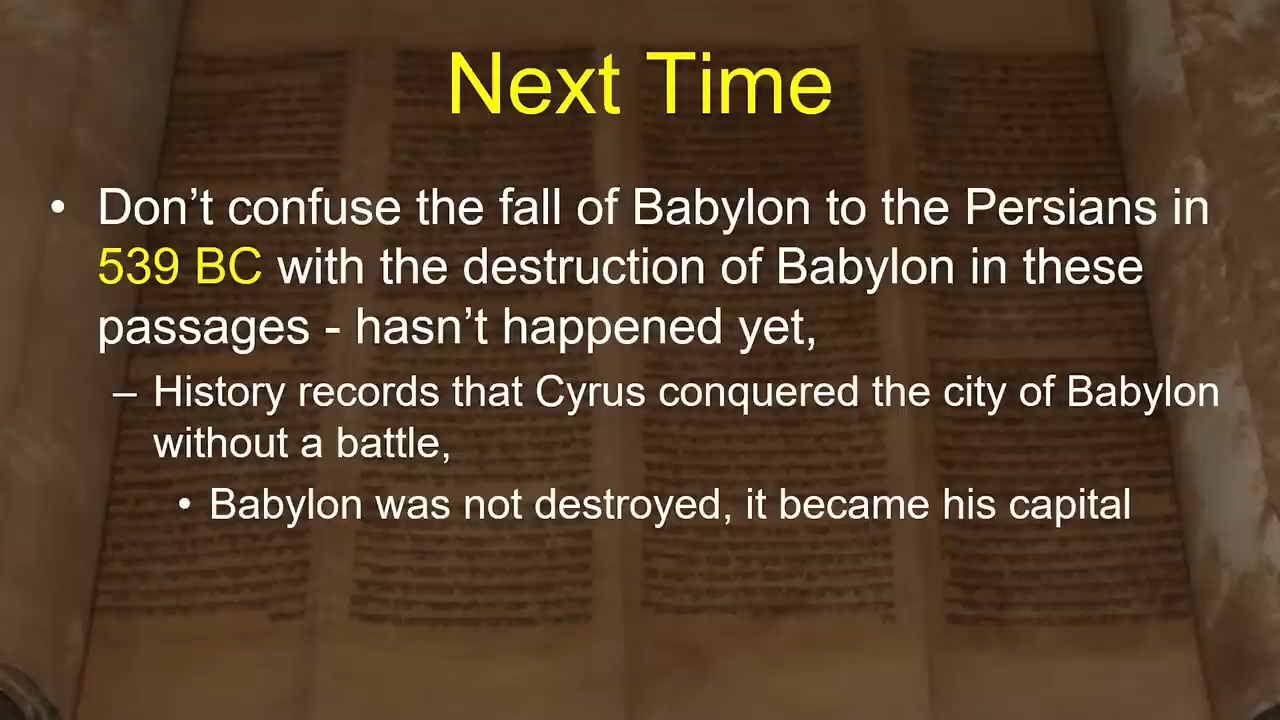 Next Time
• Don’t confuse the fall of Babylon to the Persians in
539 BC with the destruction of Babylon in these
passages - hasn’t happened yet,
– History records that Cyrus conquered the city of Babylon
without a battle,
• Babylon was not destroyed, it became his capital